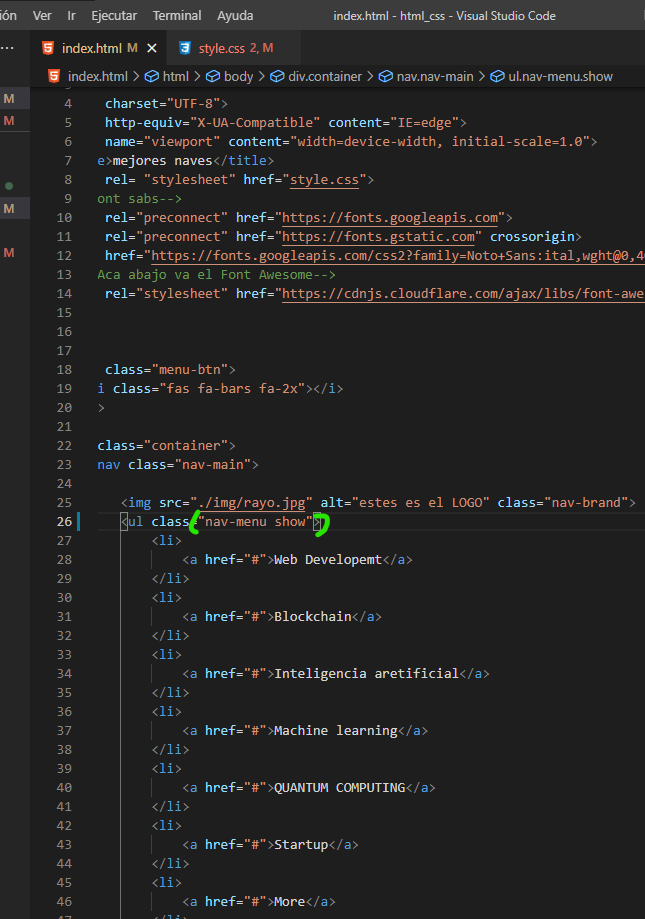 ión Ver Ir Ejecutar Terminal Ayuda index.html - html_css - Visual Studio Code
... index.html M × style.css 2, M
index.html > html > body > div.container > nav.nav-main > ul.nav-menu.show
M
M
M
M
4 charset="UTF-8">
5 http-equiv="X-UA-Compatible" content="IE=edge">
6 name="viewport" content="width=device-width, initial-scale=1.0">
7 e>mejores naves</title>
8 rel= "stylesheet" href="style.css">
9 ont sabs-->
10 rel="preconnect" href="https://fonts.googleapis.com">
11 rel="preconnect" href="https://fonts.gstatic.com" crossorigin>
12 href="https://fonts.googleapis.com/css2?family=Noto+Sans:ital,wght@0,4
13 Aca abajo va el Font Awesome-->
14 rel="stylesheet" href="https://cdnjs.cloudflare.com/ajax/libs/font-awe
15
16
17
18 class="menu-btn">
19 i class="fas fa-bars fa-2x"></i>
20 >
21
22 class="container">
23 nav class="nav-main">
24
25 <img src="./img/rayo.jpg" alt="estes es el LOGO" class="nav-brand">
26 <ul class="nav-menu show">
27 <li>
28 <a href="#">Web Developemt</a>
29 </li>
30 <li>
31 <a href="#">Blockchain</a>
32 </li>
33 <li>
34 <a href="#">Inteligencia aretificial</a>
35 </li>
36 <li>
37 <a href="#">Machine learning</a>
38 </li>
39 <li>
40 <a href="#">QUANTUM COMPUTING</a>
41 </li>
42 <li>
43 <a href="#">Startup</a>
44 </li>
45 <li>
46 <a href="#">More</a>
47 </li>